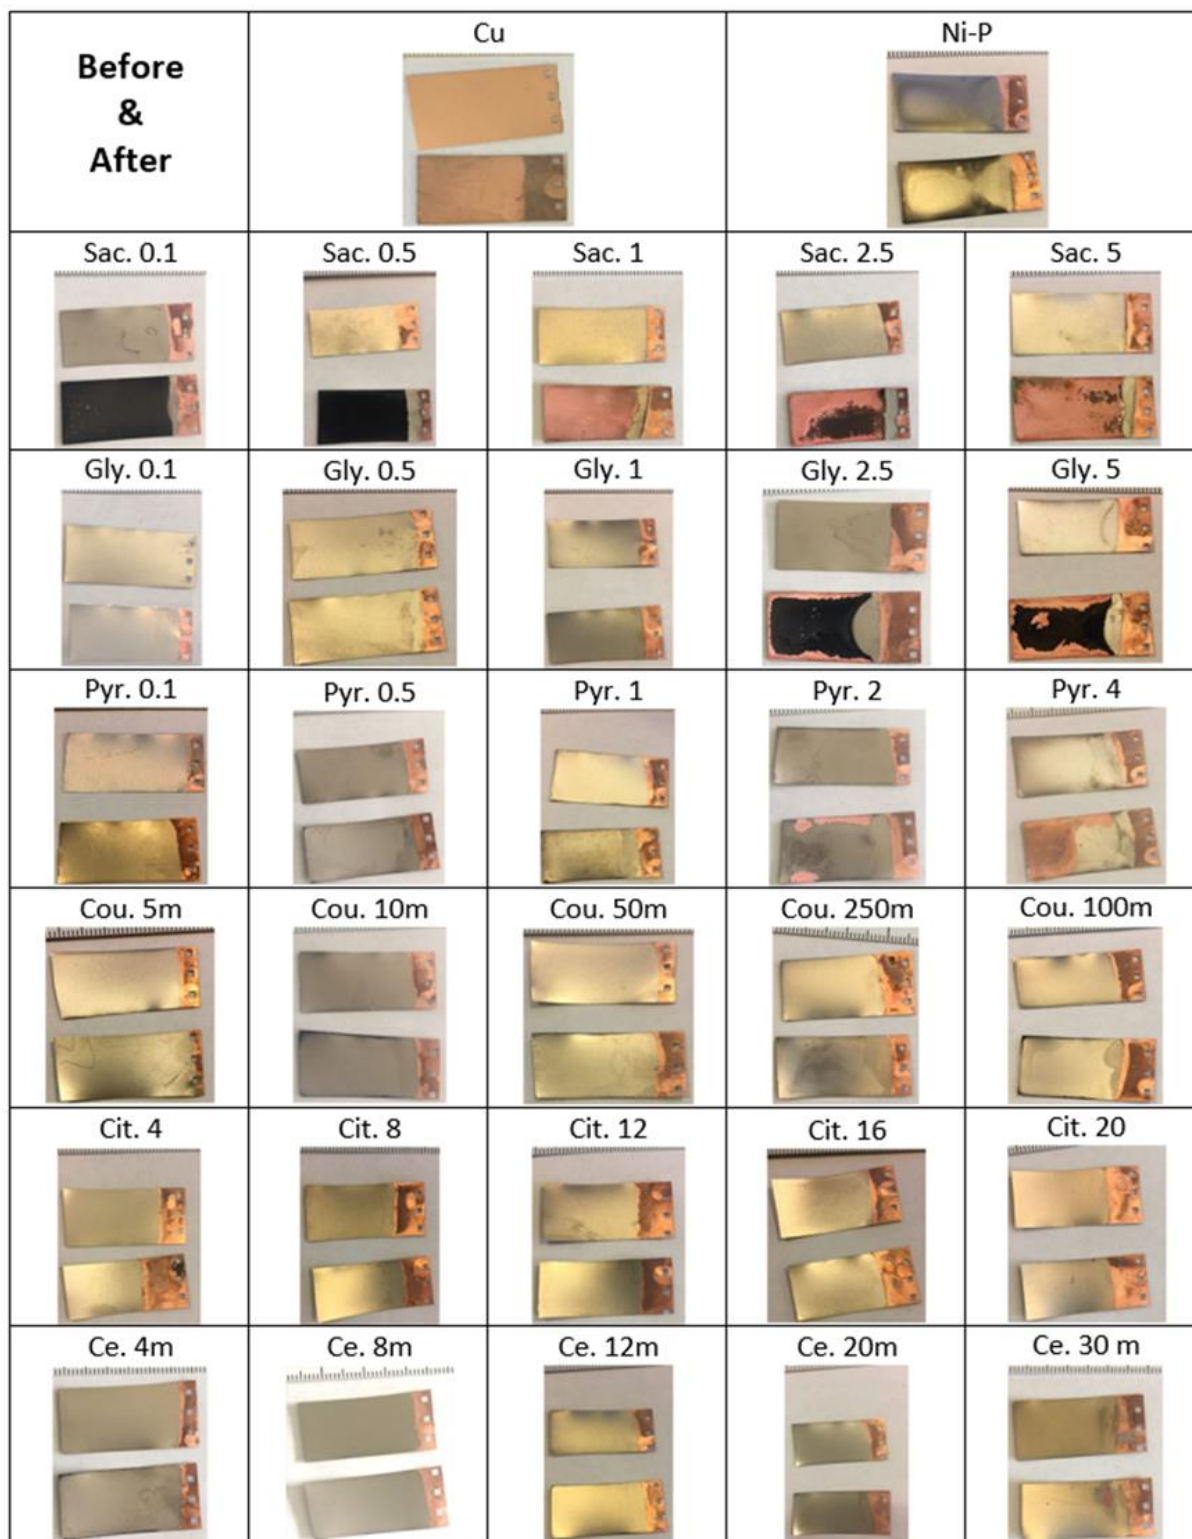 Before
&
After
Cu
Ni-P
Sac. 0.1
Sac. 0.5
Sac. 1
Sac. 2.5
Sac. 5
Gly. 0.1
Gly. 0.5
Gly. 1
Gly. 2.5
Gly. 5
Pyr. 0.1
Pyr. 0.5
Pyr. 1
Pyr. 2
Pyr. 4
Cou. 5m
Cou. 10m
Cou. 50m
Cou. 250m
Cou. 100m
Cit. 4
Cit. 8
Cit. 12
Cit. 16
Cit. 20
Ce. 4m
Ce. 8m
Ce. 12m
Ce. 20m
Ce. 30 m